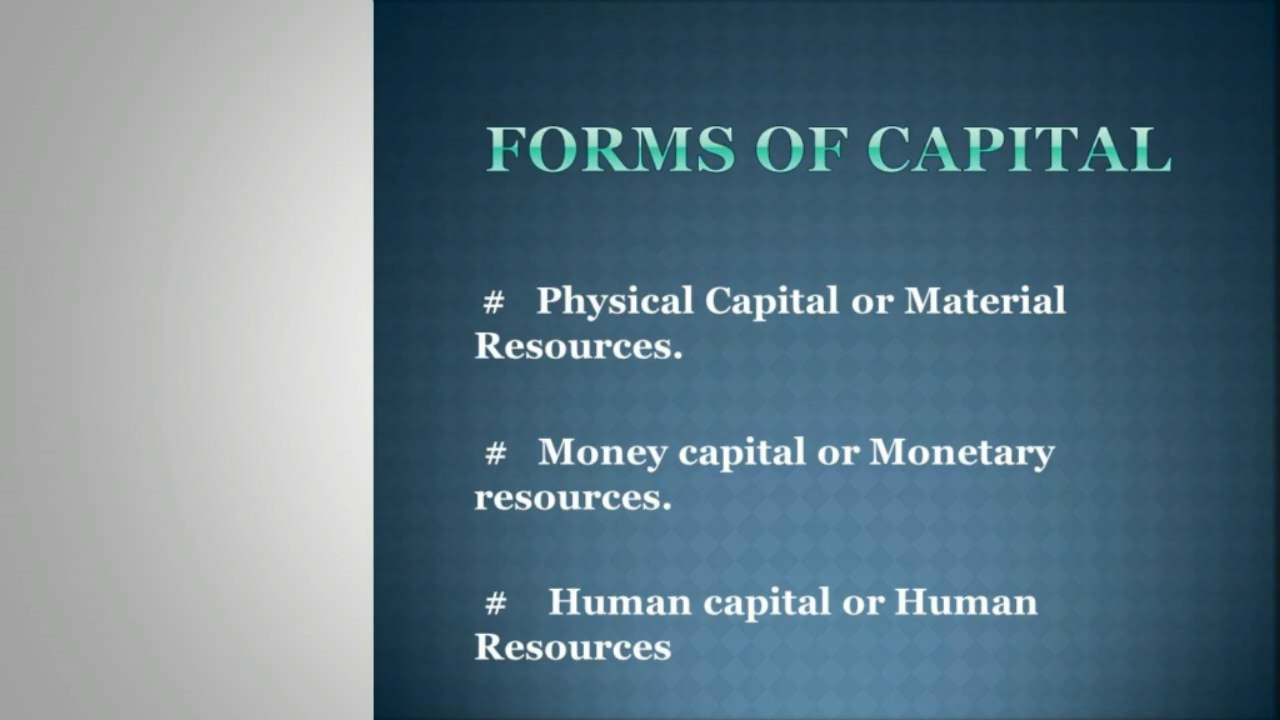 FORMS OF CAPITAL
# Physical Capital or Material
Resources.
# Money capital or Monetary
resources.
# Human capital or Human
Resources